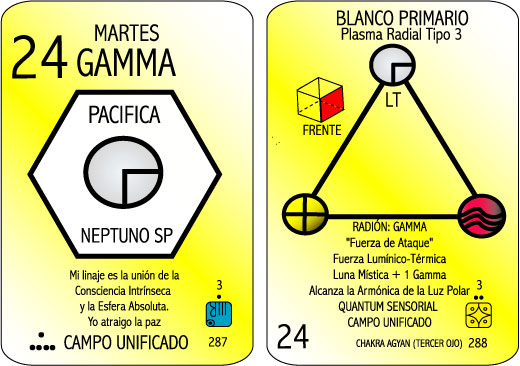 MARTES
24 GAMMA
PACIFICA
NEPTUNO SP
Mi linaje es la unión de la
Consciencia Intrínseca
y la Esfera Absoluta.
Yo atraigo la paz
3
CAMPO UNIFICADO
287
BLANCO PRIMARIO
Plasma Radial Tipo 3
LT
FRENTE
RADIÓN: GAMMA
"Fuerza de Ataque"
Fuerza Lumínico-Térmica
Luna Mística + 1 Gamma
Alcanza la Armónica de la Luz Polar
3
QUANTUM SENSORIAL
CAMPO UNIFICADO
24
CHAKRA AGYAN (TERCER OJO) 288